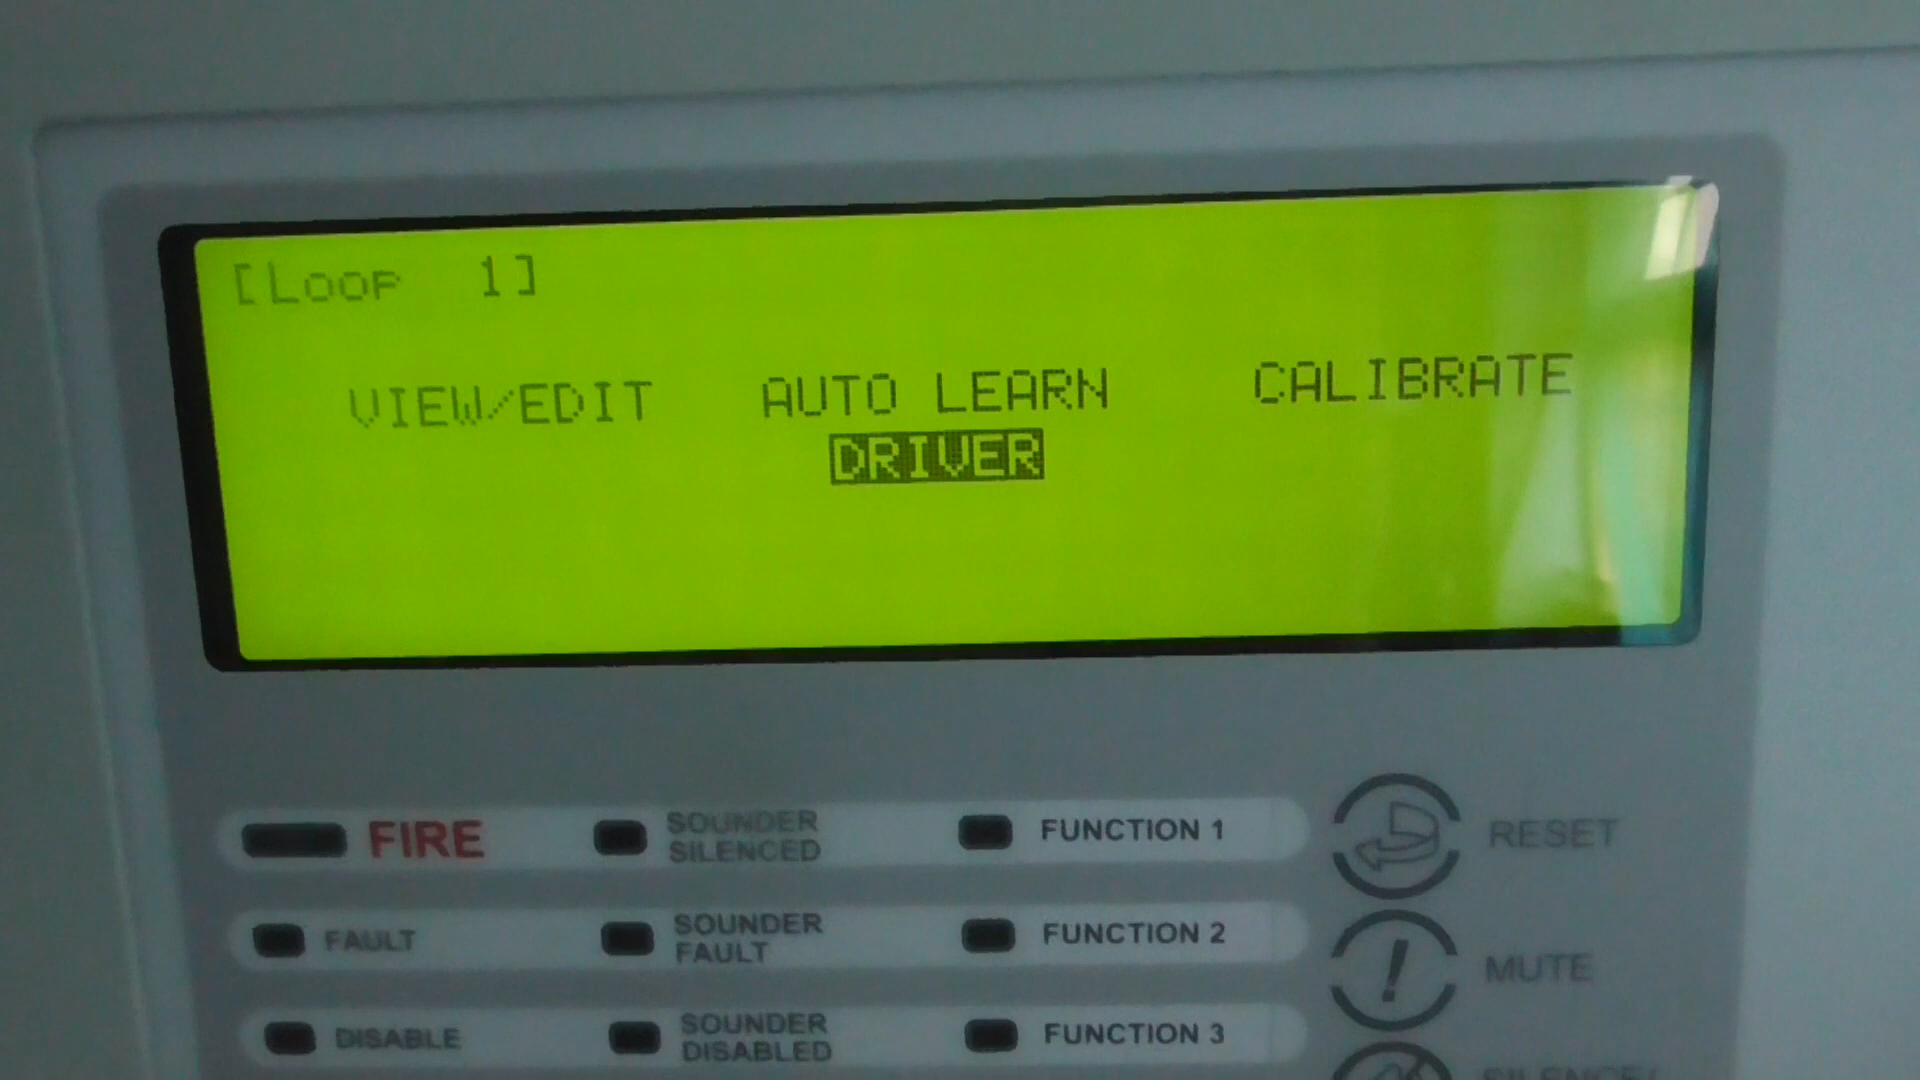 [Loop 1]
VIEW/EDIT AUTO LEARN CALIBRATE
DRIVER
FIRE
SOUNDER
SILENCED
FUNCTION 1
RESET
FAULT
SOUNDER
FAULT
FUNCTION 2
MUTE
DISABLE
SOUNDER
DISABLED
FUNCTION 3
SILENCE/